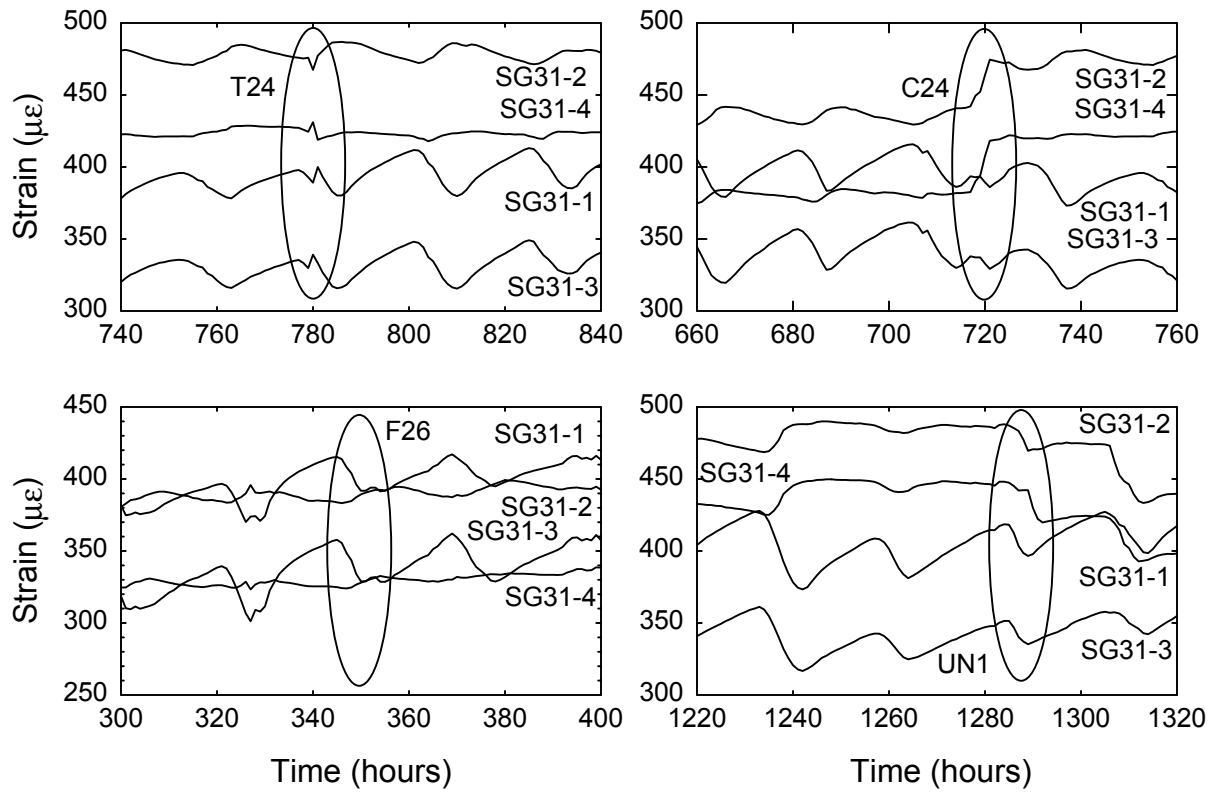 500
450
400
350
300
740 760 780 800 820 840
T24
SG31-2
SG31-4
SG31-1
SG31-3
Strain (με)
500
450
400
350
300
660 680 700 720 740 760
C24
SG31-2
SG31-4
SG31-1
SG31-3
450
400
350
300
250
300 320 340 360 380 400
F26
SG31-1
SG31-2
SG31-3
SG31-4
Strain (με)
Time (hours)
500
450
400
350
300
1220 1240 1260 1280 1300 1320
SG31-2
SG31-4
SG31-1
UN1
SG31-3
Time (hours)